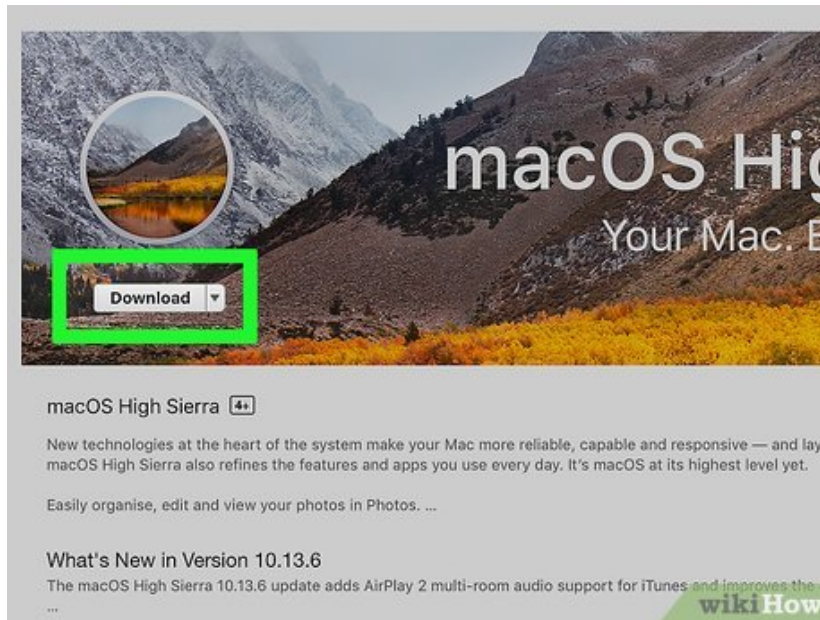 macOS Hig
Your Mac. E
Download
macOS High Sierra 4+
New technologies at the heart of the system make your Mac more reliable, capable and responsive — and lay
macOS High Sierra also refines the features and apps you use every day. It's macOS at its highest level yet.
Easily organise, edit and view your photos in Photos. ...
What's New in Version 10.13.6
The macOS High Sierra 10.13.6 update adds AirPlay 2 multi-room audio support for iTunes and improves the
...
wikiHow